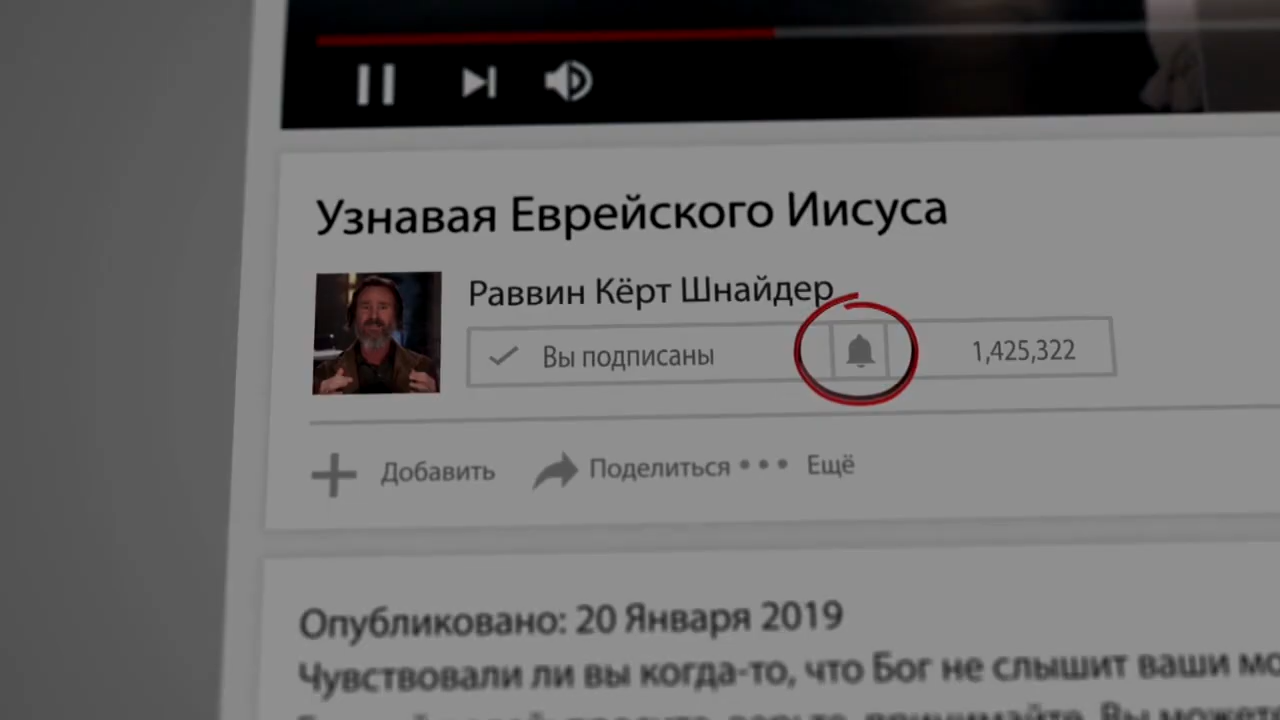 Узнавая Еврейского Иисуса
Раввин Кёрт Шнайдер
Вы подписаны
1,425,322
Добавить
Поделиться
Ещё
Опубликовано: 20 Января 2019
Чувствовали ли вы когда-то, что Бог не слышит ваши